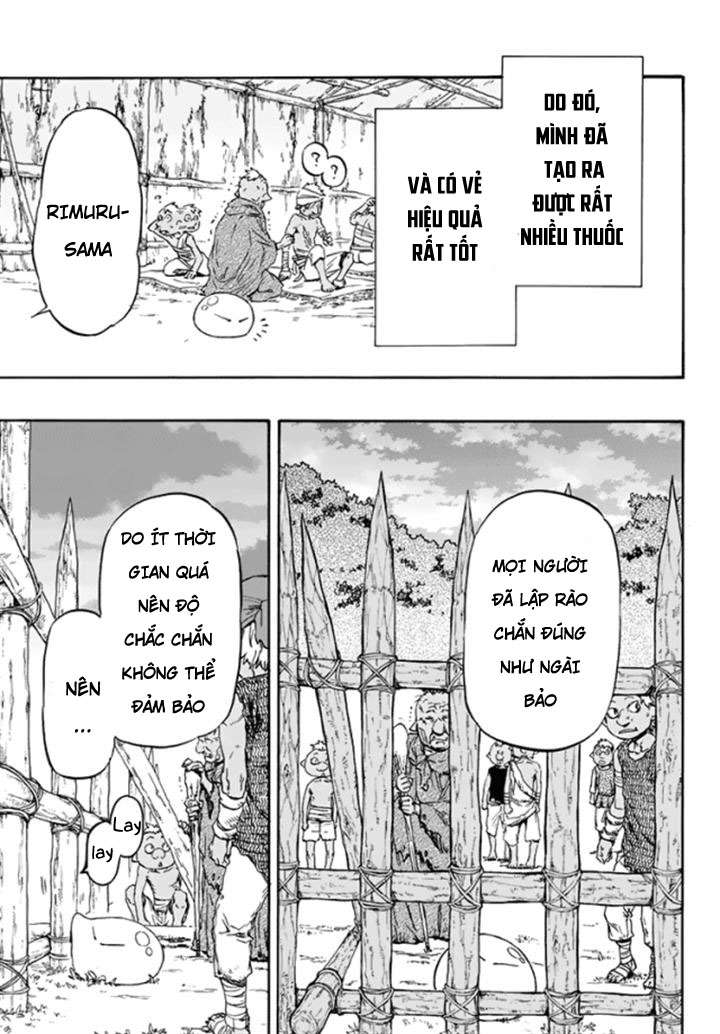 DO ĐÓ,
MÌNH ĐÃ
TẠO RA
ĐƯỢC RẤT
NHIỀU THUỐC
VÀ CÓ VẺ
HIỆU QUẢ
RẤT TỐT
? ?
RIMURU-
SAMA
MỌI NGƯỜI
ĐÃ LẬP RÀO
CHẮN ĐÚNG
NHƯ NGÀI
BẢO
DO ÍT THỜI
GIAN QUÁ
NÊN ĐỘ
CHẮC CHẮN
KHÔNG THỂ
ĐẢM BẢO
NÊN
...
Lay
lay